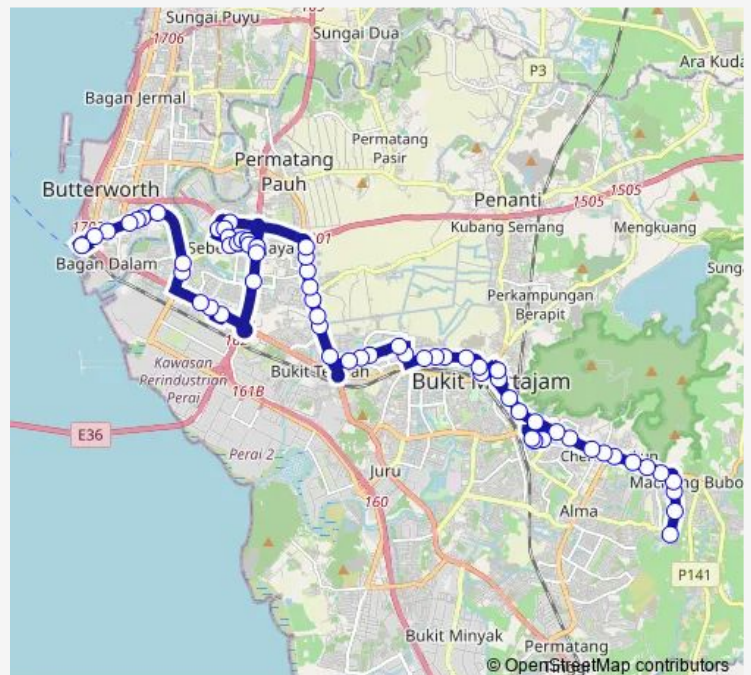 Sungai Puyu
1706
Sungai Dua
P3
Ara Kuda
Bagan Jermal
Permatang
Pasir
Permatang
Pauh
Butterworth
Penanti
1505
1505
Kubang Semang
Mengkuang
Bagan Dalam
Perkampungan
Berapit
Kawasan
Perindustrian
Perai
161B
E36
Perai 2
Juru
160
Alma
P141
Bukit Minyak
Permatang
© OpenStreetMap contributors